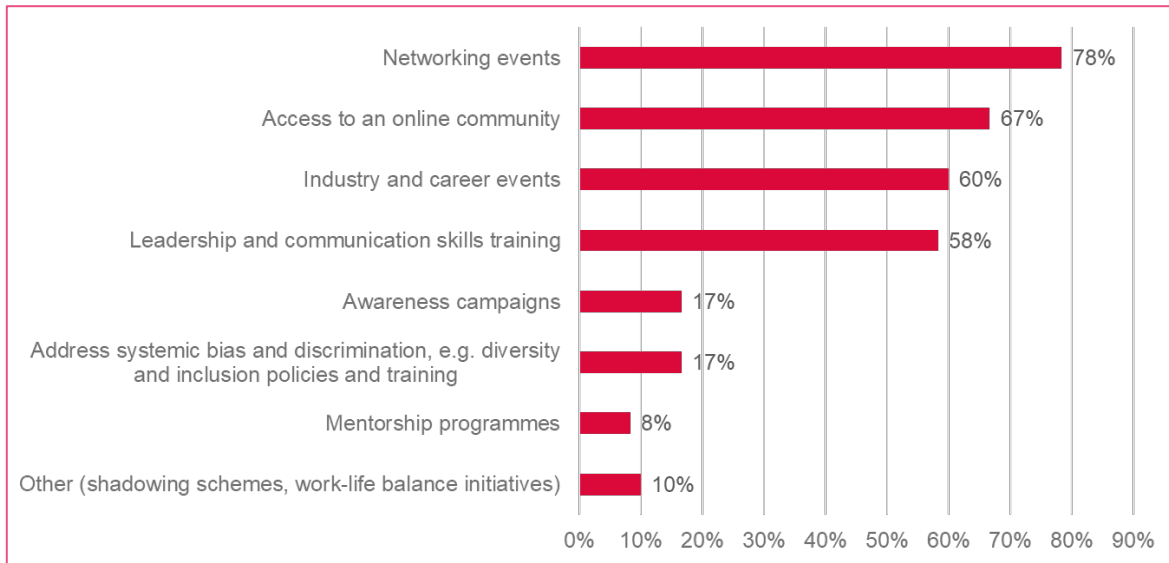 Networking events
78%
Access to an online community
67%
Industry and career events
60%
Leadership and communication skills training
58%
Awareness campaigns
17%
Address systemic bias and discrimination, e.g. diversity
and inclusion policies and training
17%
Mentorship programmes
8%
Other (shadowing schemes, work-life balance initiatives)
10%
0% 10% 20% 30% 40% 50% 60% 70% 80% 90%